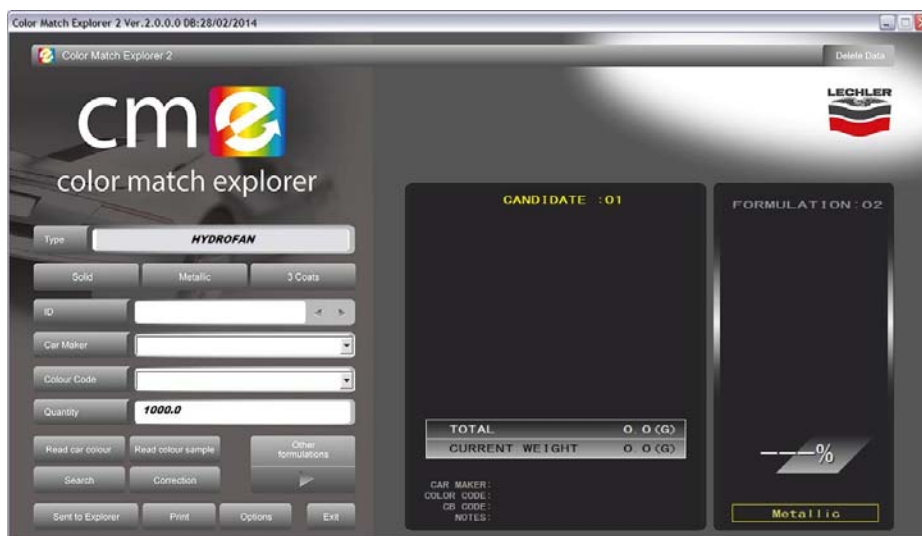 Color Match Explorer 2 Ver.2.0.0.0 DB:28/02/2014
Color Match Explorer 2
Delete Data
LECHLER
cme
color match explorer
CANDIDATE :01
FORMULATION:02
Type
HYDROFAN
Solid
Metallic
3 Coats
ID
Car Maker
Colour Code
Quantity
1000.0
TOTAL 0.0(G)
CURRENT WEIGHT 0.0(G)
Read car colour
Read colour sample
Other
formulations
---%
Search
Correction
CAR MAKER:
COLOR CODE:
CB CODE:
NOTES:
Sent to Explorer
Print
Options
Exit
Metallic